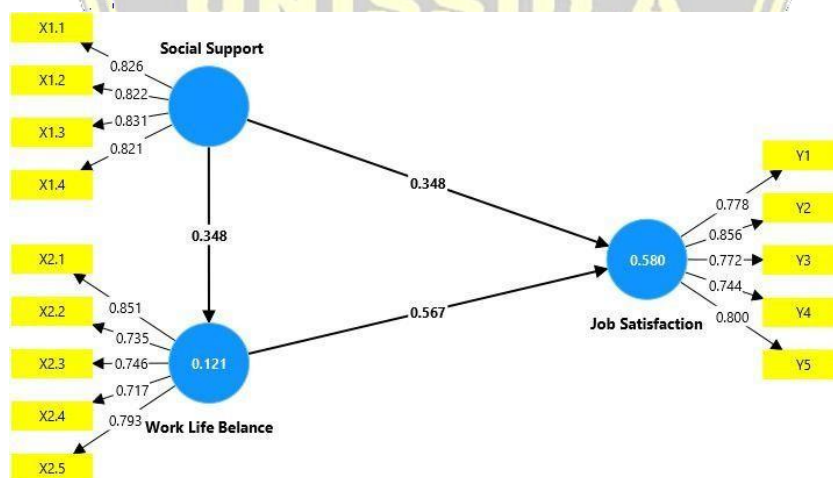 UNISSULA
X1.1
X1.2
X1.3
X1.4
Social Support
0.826
0.822
0.831
0.821
0.348
0.348
X2.1
X2.2
X2.3
X2.4
X2.5
0.851
0.735
0.746
0.717
0.793
0.121
Work Life Belance
0.567
0.580
Job Satisfaction
0.778
0.856
0.772
0.744
0.800
Y1
Y2
Y3
Y4
Y5